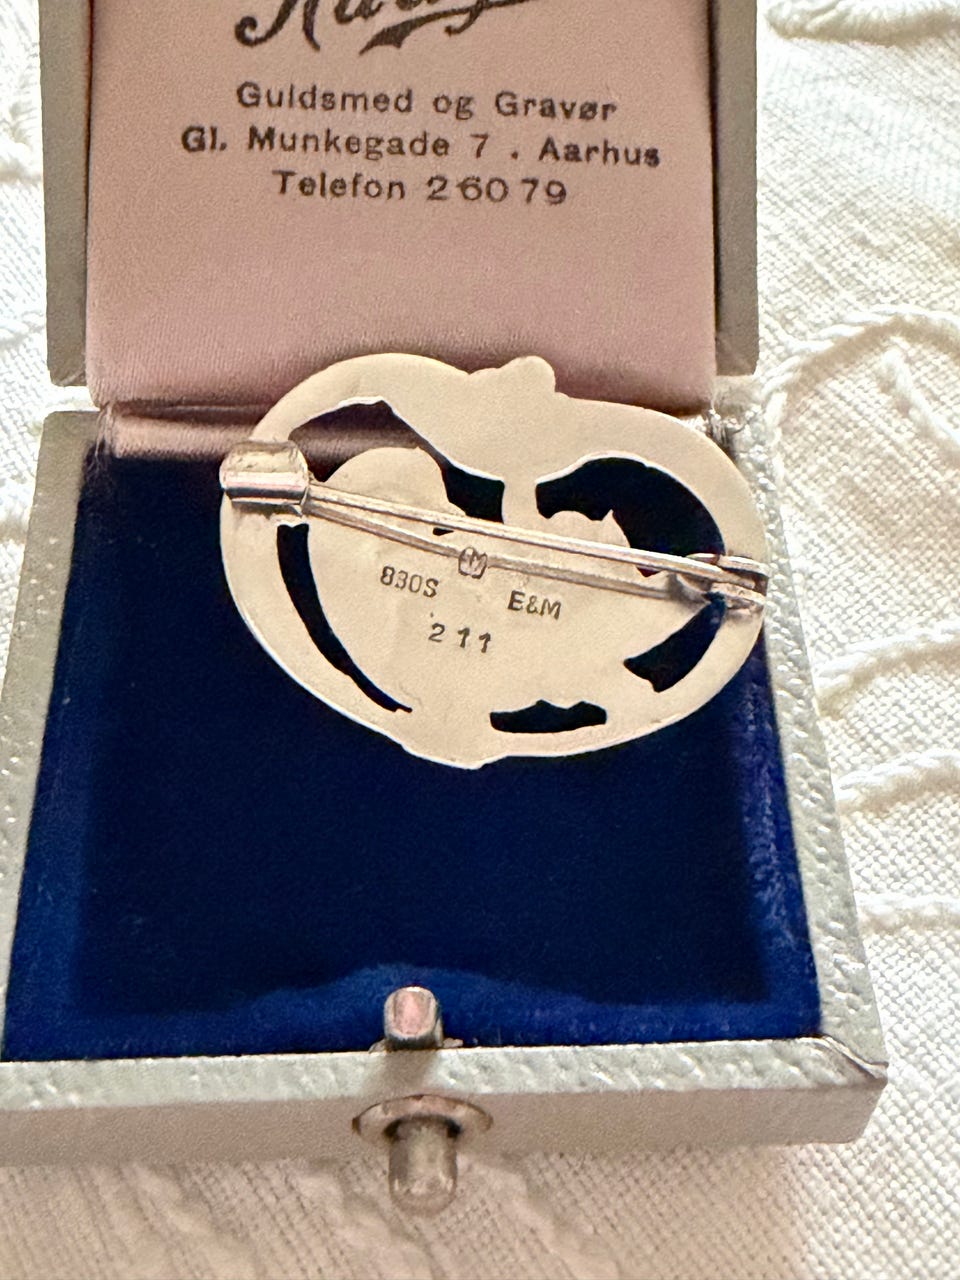 Guldsmed og Gravør
Gl. Munkegade 7 . Aarhus
Telefon 26079
830S
E&M
211